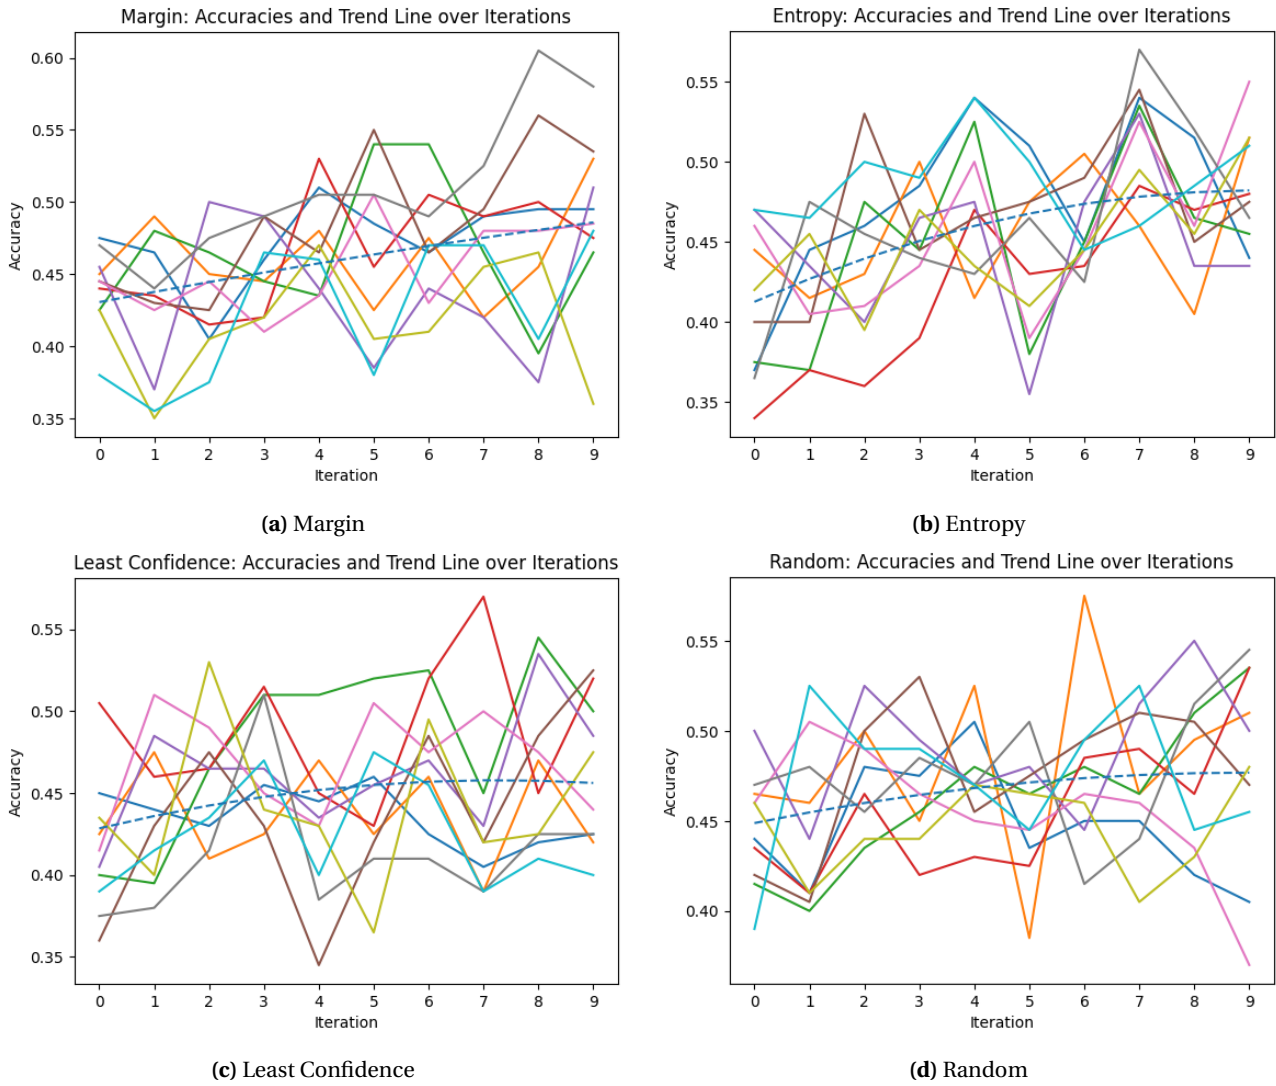 Margin: Accuracies and Trend Line over Iterations
0.60
0.55
0.50
0.45
0.40
0.35
Accuracy
0 1 2 3 4 5 6 7 8 9
Iteration
(a) Margin
Entropy: Accuracies and Trend Line over Iterations
0.55
0.50
0.45
0.40
0.35
Accuracy
0 1 2 3 4 5 6 7 8 9
Iteration
(b) Entropy
Least Confidence: Accuracies and Trend Line over Iterations
0.55
0.50
0.45
0.40
0.35
Accuracy
0 1 2 3 4 5 6 7 8 9
Iteration
(c) Least Confidence
Random: Accuracies and Trend Line over Iterations
0.55
0.50
0.45
0.40
Accuracy
0 1 2 3 4 5 6 7 8 9
Iteration
(d) Random